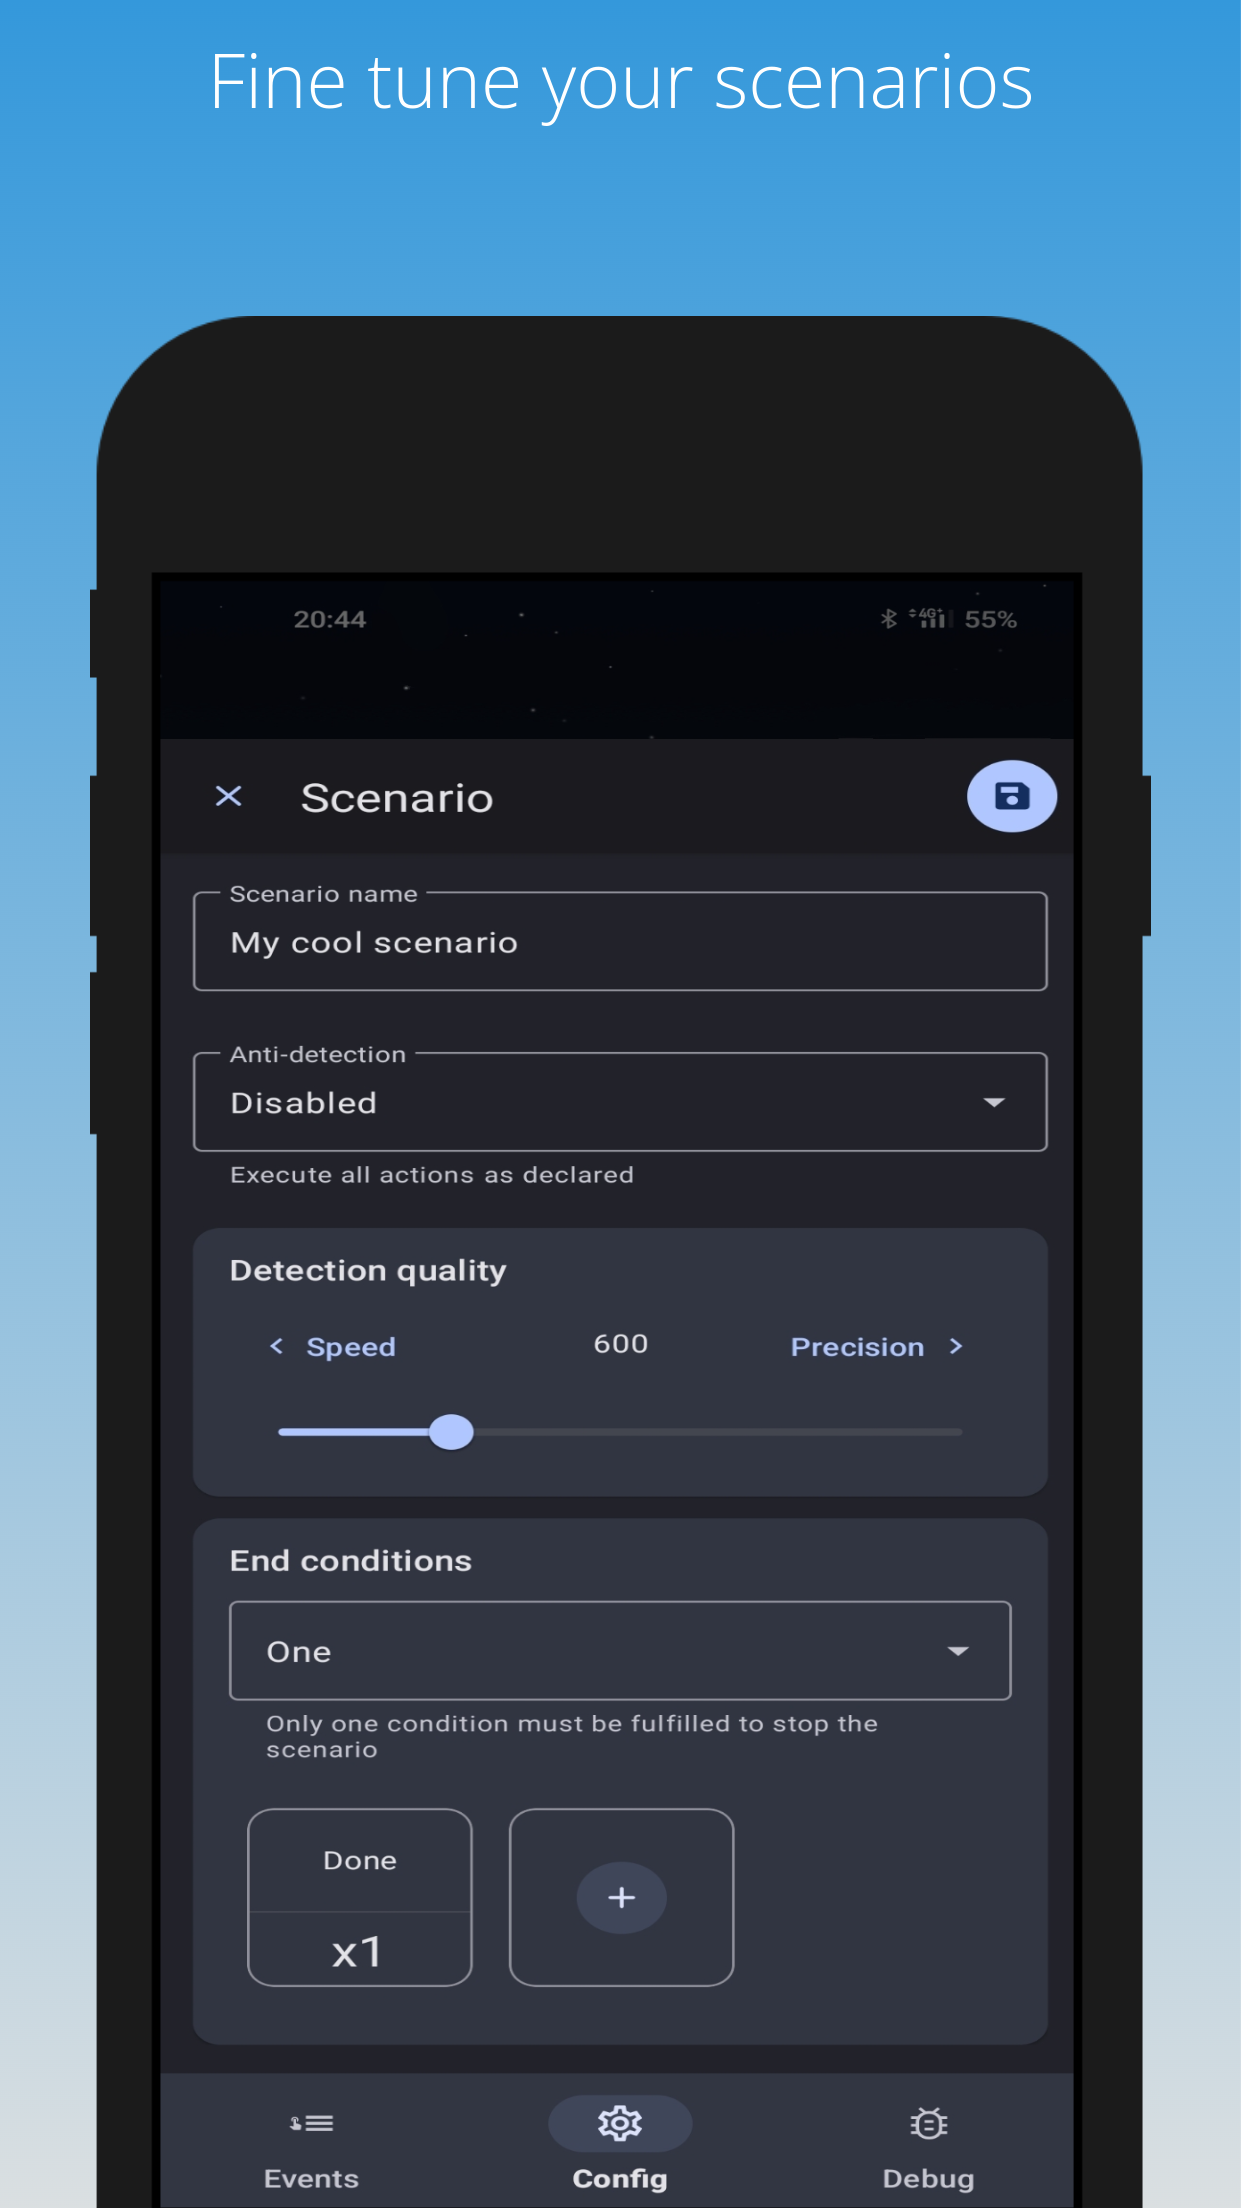 Fine tune your scenarios
20:44
4G+
55%
Scenario
Scenario name
My cool scenario
Anti-detection
Disabled
Execute all actions as declared
Detection quality
Speed
600
Precision
End conditions
One
Only one condition must be fulfilled to stop the
scenario
Done
x1
Events
Config
Debug